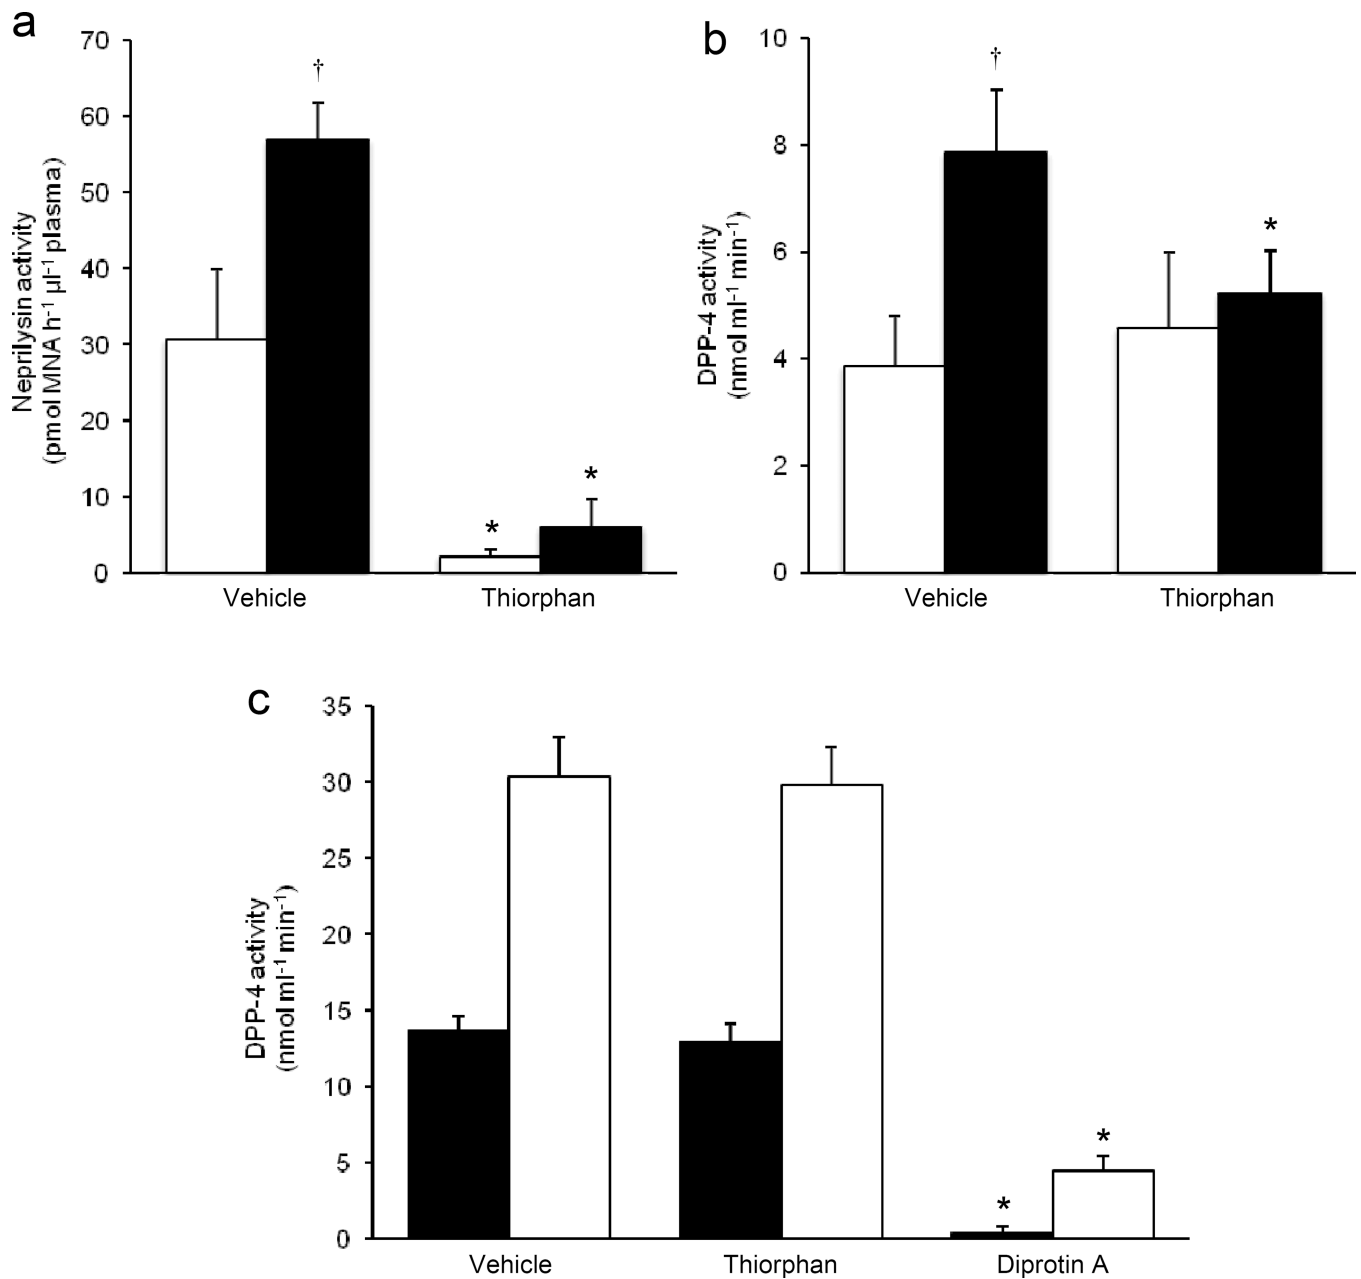 a
70
60
50
40
30
20
10
0
Neprilysin activity
(pmol MNA h⁻¹ µl⁻¹ plasma)
†
*
*
Vehicle
Thiorphan
b
10
8
6
4
2
0
DPP-4 activity
(nmol ml⁻¹ min⁻¹)
†
*
Vehicle
Thiorphan
c
35
30
25
20
15
10
5
0
DPP-4 activity
(nmol ml⁻¹ min⁻¹)
*
*
Vehicle
Thiorphan
Diprotin A